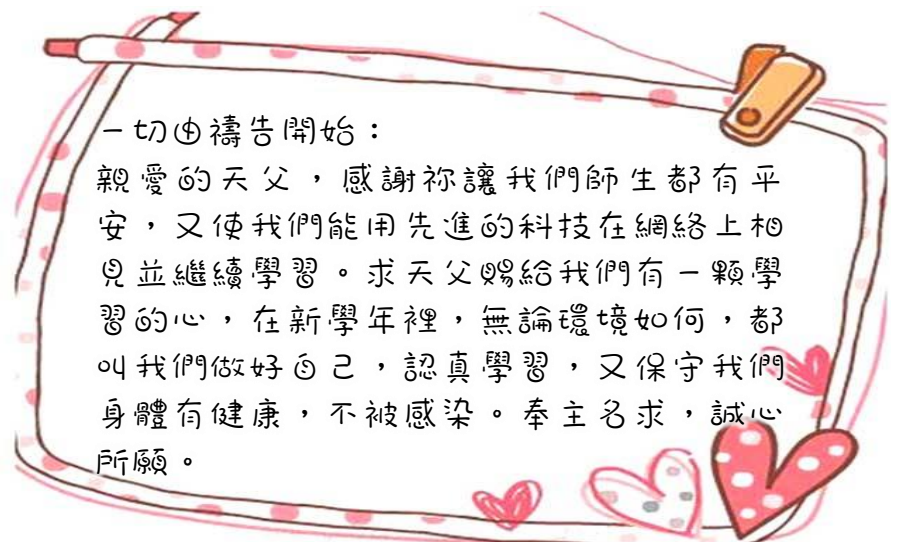 一切由禱告開始：
親愛的天父，感謝祢讓我們師生都有平
安，又使我們能用先進的科技在網絡上相
見並繼續學習。求天父賜給我們有一顆學
習的心，在新學年裡，無論環境如何，都
叫我們做好自己，認真學習，又保守我們
身體有健康，不被感染。奉主名求，誠心
所願。